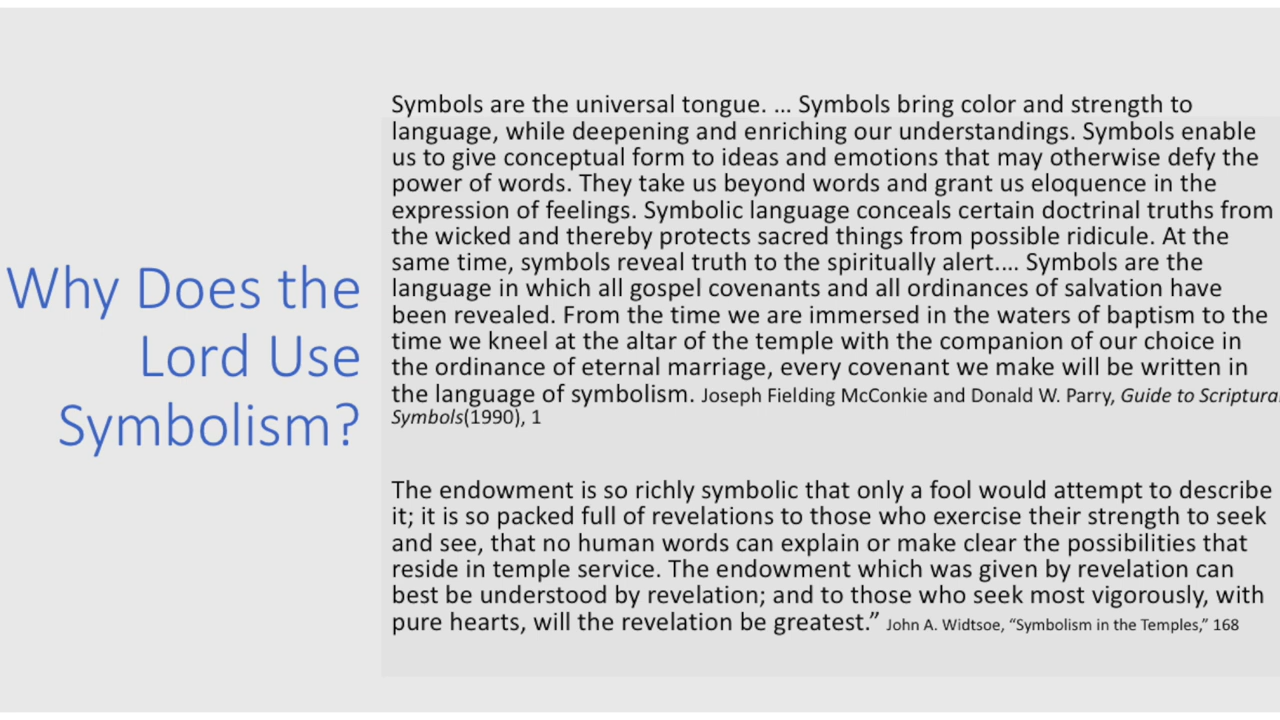 Why Does the
Lord Use
Symbolism?
Symbols are the universal tongue. ... Symbols bring color and strength to
language, while deepening and enriching our understandings. Symbols enable
us to give conceptual form to ideas and emotions that may otherwise defy the
power of words. They take us beyond words and grant us eloquence in the
expression of feelings. Symbolic language conceals certain doctrinal truths from
the wicked and thereby protects sacred things from possible ridicule. At the
same time, symbols reveal truth to the spiritually alert.... Symbols are the
language in which all gospel covenants and all ordinances of salvation have
been revealed. From the time we are immersed in the waters of baptism to the
time we kneel at the altar of the temple with the companion of our choice in
the ordinance of eternal marriage, every covenant we make will be written in
the language of symbolism. Joseph Fielding McConkie and Donald W. Parry, Guide to Scriptura
Symbols(1990), 1
The endowment is so richly symbolic that only a fool would attempt to describe
it; it is so packed full of revelations to those who exercise their strength to seek
and see, that no human words can explain or make clear the possibilities that
reside in temple service. The endowment which was given by revelation can
best be understood by revelation; and to those who seek most vigorously, with
pure hearts, will the revelation be greatest.” John A. Widtsoe, “Symbolism in the Temples,” 168